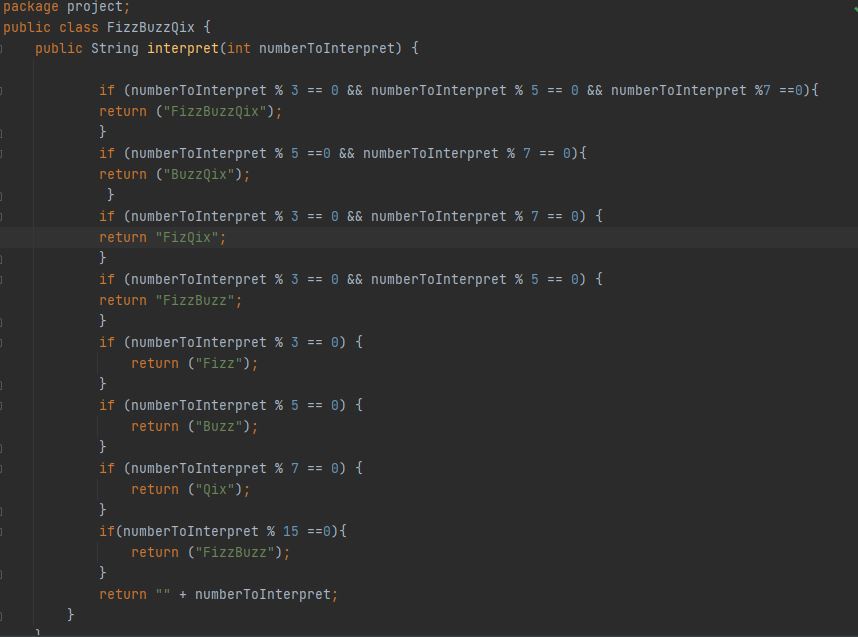 package project;
public class FizzBuzzQix {
    public String interpret(int numberToInterpret) {

            if (numberToInterpret % 3 == 0 && numberToInterpret % 5 == 0 && numberToInterpret %7 ==0){
            return ("FizzBuzzQix");
            }
            if (numberToInterpret % 5 ==0 && numberToInterpret % 7 == 0){
            return ("BuzzQix");
             }
            if (numberToInterpret % 3 == 0 && numberToInterpret % 7 == 0) {
            return "FizQix";
            }
            if (numberToInterpret % 3 == 0 && numberToInterpret % 5 == 0) {
            return "FizzBuzz";
            }
            if (numberToInterpret % 3 == 0) {
                return ("Fizz");
            }
            if (numberToInterpret % 5 == 0) {
                return ("Buzz");
            }
            if (numberToInterpret % 7 == 0) {
                return ("Qix");
            }
            if(numberToInterpret % 15 ==0){
                return ("FizzBuzz");
            }
            return "" + numberToInterpret;
        }
    }